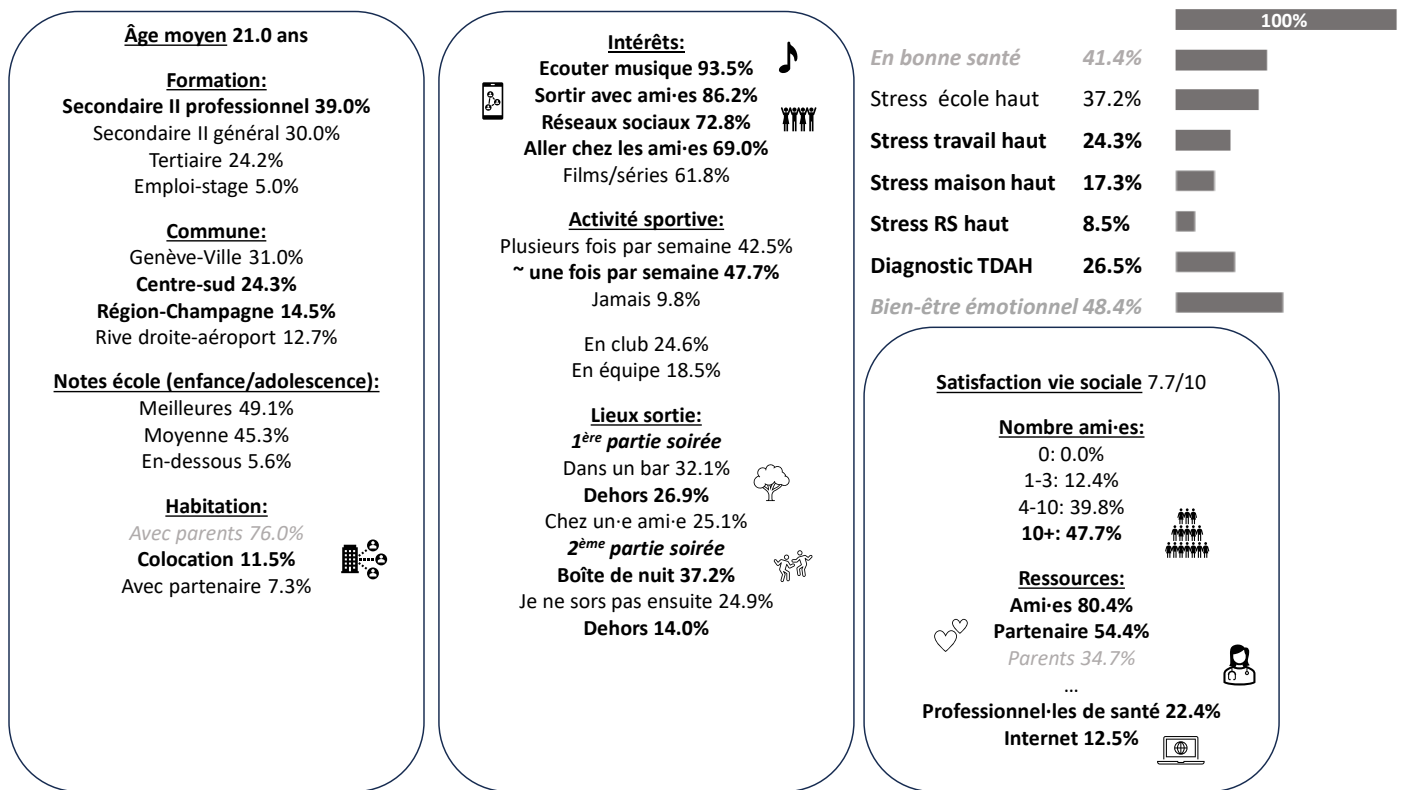 Âge moyen 21.0 ans
Formation:
Secondaire II professionnel 39.0%
Secondaire II général 30.0%
Tertiaire 24.2%
Emploi-stage 5.0%
Commune:
Genève-Ville 31.0%
Centre-sud 24.3%
Région-Champagne 14.5%
Rive droite-aéroport 12.7%
Notes école (enfance/adolescence):
Meilleures 49.1%
Moyenne 45.3%
En-dessous 5.6%
Habitation:
Avec parents 76.0%
Colocation 11.5%
Avec partenaire 7.3%
Intérêts:
Ecouter musique 93.5%
Sortir avec ami·es 86.2%
Réseaux sociaux 72.8%
Aller chez les ami·es 69.0%
Films/séries 61.8%
Activité sportive:
Plusieurs fois par semaine 42.5%
~ une fois par semaine 47.7%
Jamais 9.8%
En club 24.6%
En équipe 18.5%
Lieux sortie:
1ère partie soirée
Dans un bar 32.1%
Dehors 26.9%
Chez un·e ami·e 25.1%
2ème partie soirée
Boîte de nuit 37.2%
Je ne sors pas ensuite 24.9%
Dehors 14.0%
100%
En bonne santé 41.4%
Stress école haut 37.2%
Stress travail haut 24.3%
Stress maison haut 17.3%
Stress RS haut 8.5%
Diagnostic TDAH 26.5%
Bien-être émotionnel 48.4%
Satisfaction vie sociale 7.7/10
Nombre ami·es:
0: 0.0%
1-3: 12.4%
4-10: 39.8%
10+: 47.7%
Ressources:
Ami·es 80.4%
Partenaire 54.4%
Parents 34.7%
...
Professionnel·les de santé 22.4%
Internet 12.5%